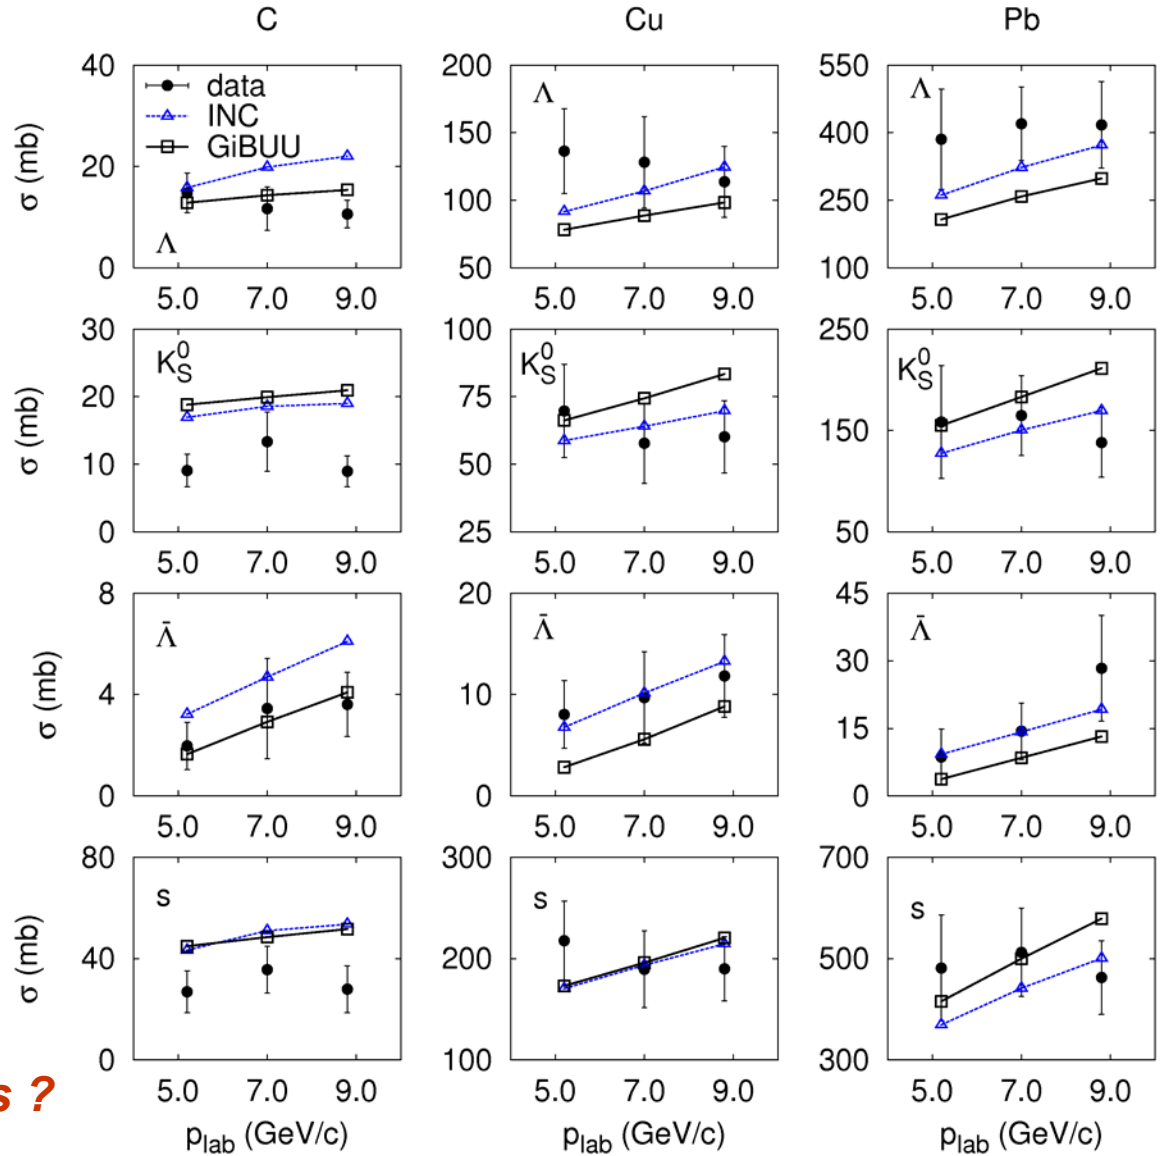 C Cu Pb
40 200 550
data
INC
GiBUU
Λ Λ
150 400
20
100 250
Λ
0 50 100
σ (mb)
5.0 7.0 9.0 5.0 7.0 9.0 5.0 7.0 9.0
30 100 250
K⁰S K⁰S K⁰S
20 75
150
10 50
0 25 50
σ (mb)
5.0 7.0 9.0 5.0 7.0 9.0 5.0 7.0 9.0
8 20 45
Λ̄ Λ̄ Λ̄
30
4 10
15
0 0 0
σ (mb)
5.0 7.0 9.0 5.0 7.0 9.0 5.0 7.0 9.0
80 300 700
s s s
40 200 500
0 100 300
σ (mb)
s ?
5.0 7.0 9.0 5.0 7.0 9.0 5.0 7.0 9.0
plab (GeV/c) plab (GeV/c) plab (GeV/c)